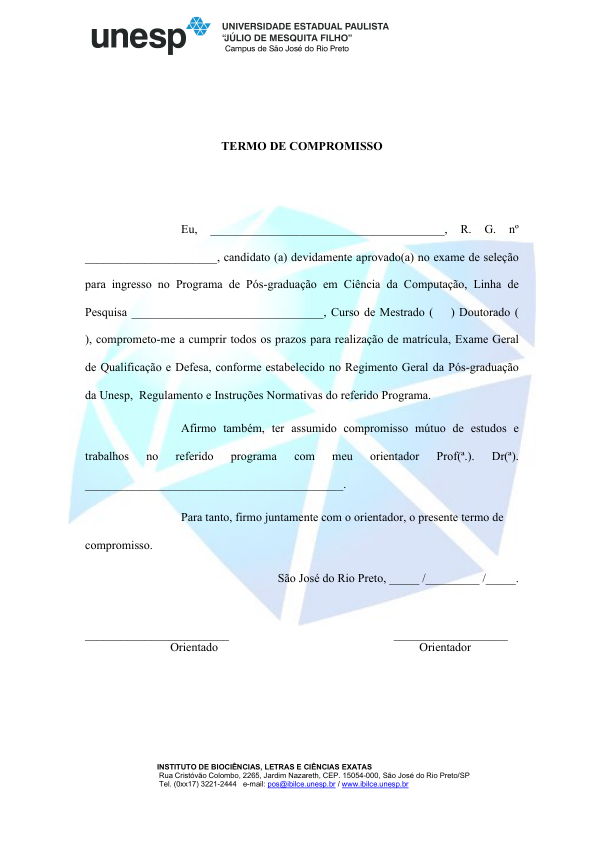 unesp
UNIVERSIDADE ESTADUAL PAULISTA
“JÚLIO DE MESQUITA FILHO”
Campus de São José do Rio Preto
TERMO DE COMPROMISSO
Eu, ________________________________________, R. G. nº
_______________________, candidato (a) devidamente aprovado(a) no exame de seleção
para ingresso no Programa de Pós-graduação em Ciência da Computação, Linha de
Pesquisa _________________________________, Curso de Mestrado (    ) Doutorado (
), comprometo-me a cumprir todos os prazos para realização de matrícula, Exame Geral
de Qualificação e Defesa, conforme estabelecido no Regimento Geral da Pós-graduação
da Unesp,  Regulamento e Instruções Normativas do referido Programa.
Afirmo também, ter assumido compromisso mútuo de estudos e
trabalhos no referido programa com meu orientador Prof(ª.). Dr(ª).
_____________________________________________.
Para tanto, firmo juntamente com o orientador, o presente termo de
compromisso.
São José do Rio Preto, _____ /_________ /_____.
_________________________ ____________________
Orientado Orientador
INSTITUTO DE BIOCIÊNCIAS, LETRAS E CIÊNCIAS EXATAS
Rua Cristóvão Colombo, 2265, Jardim Nazareth, CEP. 15054-000, São José do Rio Preto/SP
Tel. (0xx17) 3221-2444   e-mail: pos@ibilce.unesp.br / www.ibilce.unesp.br